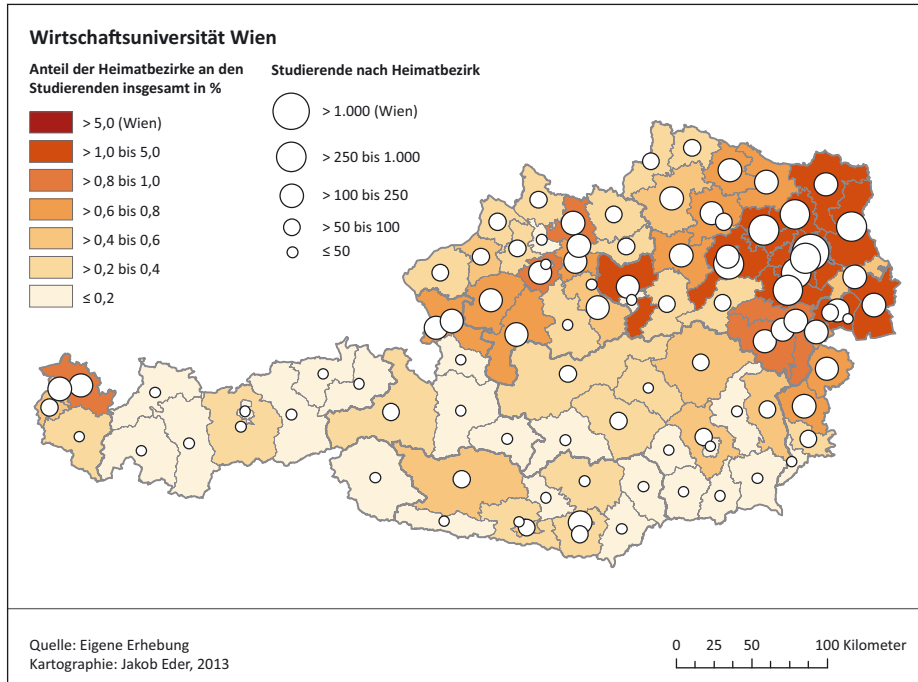 Wirtschaftsuniversität Wien
Anteil der Heimatbezirke an den
Studierenden insgesamt in %
> 5,0 (Wien)
> 1,0 bis 5,0
> 0,8 bis 1,0
> 0,6 bis 0,8
> 0,4 bis 0,6
> 0,2 bis 0,4
≤ 0,2
Studierende nach Heimatbezirk
> 1.000 (Wien)
> 250 bis 1.000
> 100 bis 250
> 50 bis 100
≤ 50
Quelle: Eigene Erhebung
Kartographie: Jakob Eder, 2013
0 25 50 100 Kilometer